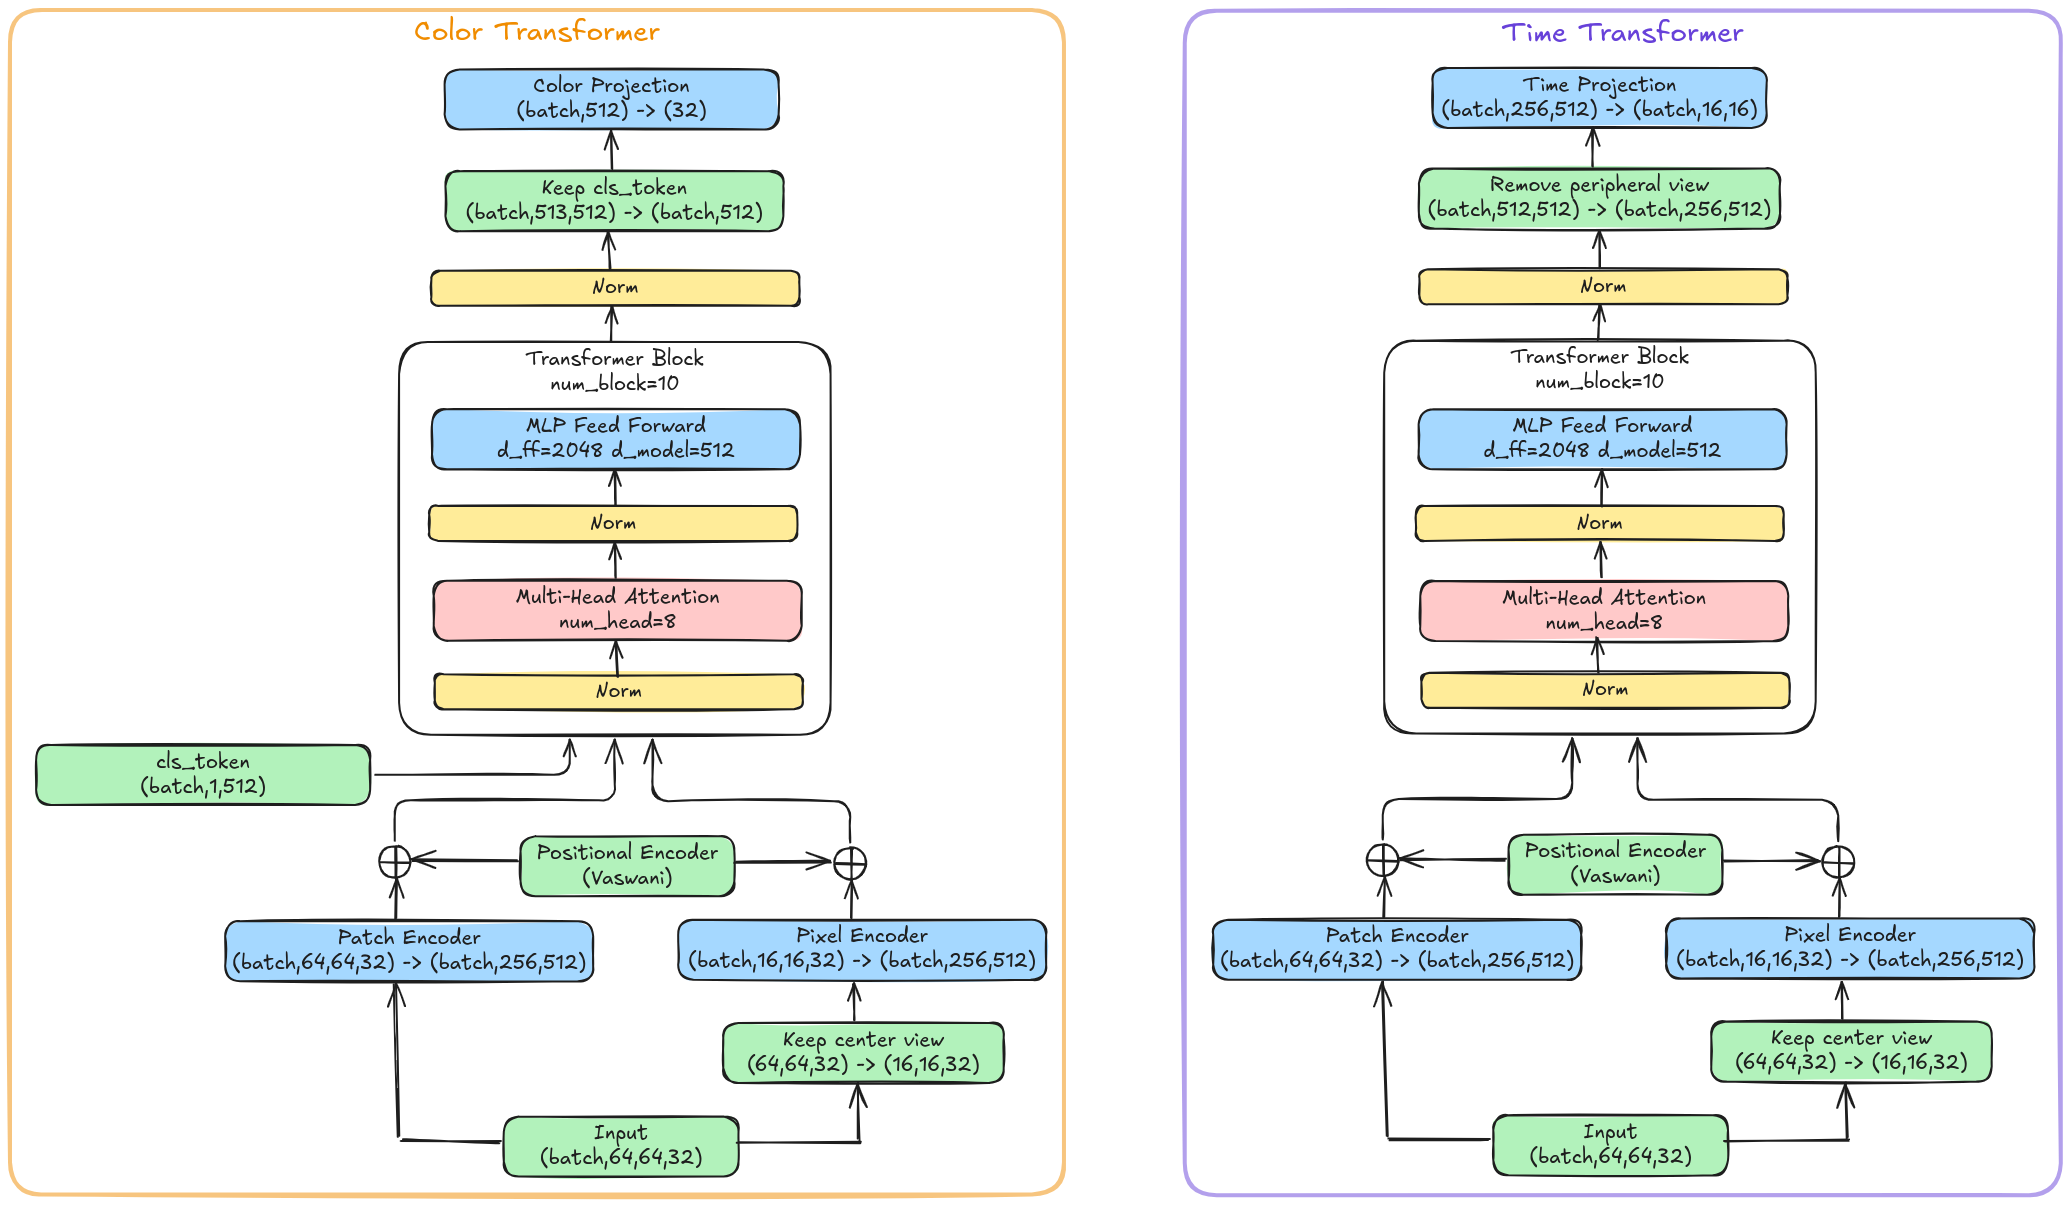 Color Transformer
Color Projection
(batch,512) -> (32)
Keep cls_token
(batch,513,512) -> (batch,512)
Norm
Transformer Block
num_block=10
MLP Feed Forward
d_ff=2048 d_model=512
Norm
Multi-Head Attention
num_head=8
Norm
cls_token
(batch,1,512)
Positional Encoder
(Vaswani)
Patch Encoder
(batch,64,64,32) -> (batch,256,512)
Pixel Encoder
(batch,16,16,32) -> (batch,256,512)
Keep center view
(64,64,32) -> (16,16,32)
Input
(batch,64,64,32)
Time Transformer
Time Projection
(batch,256,512) -> (batch,16,16)
Remove peripheral view
(batch,512,512) -> (batch,256,512)
Norm
Transformer Block
num_block=10
MLP Feed Forward
d_ff=2048 d_model=512
Norm
Multi-Head Attention
num_head=8
Norm
Positional Encoder
(Vaswani)
Patch Encoder
(batch,64,64,32) -> (batch,256,512)
Pixel Encoder
(batch,16,16,32) -> (batch,256,512)
Keep center view
(64,64,32) -> (16,16,32)
Input
(batch,64,64,32)